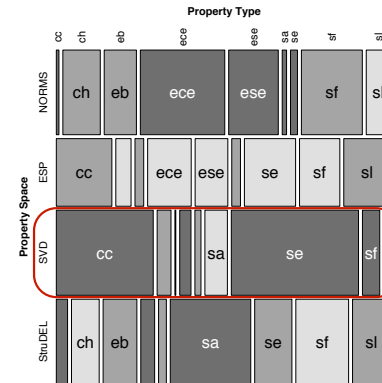 Property Type
cc ch eb ece ese sa se sf sl
Property Space
NORMS
ch eb ece ese sf sl
ESP
cc ece ese se sf sl
SVD
cc sa se sf
StruDEL
ch eb sa se sf sl